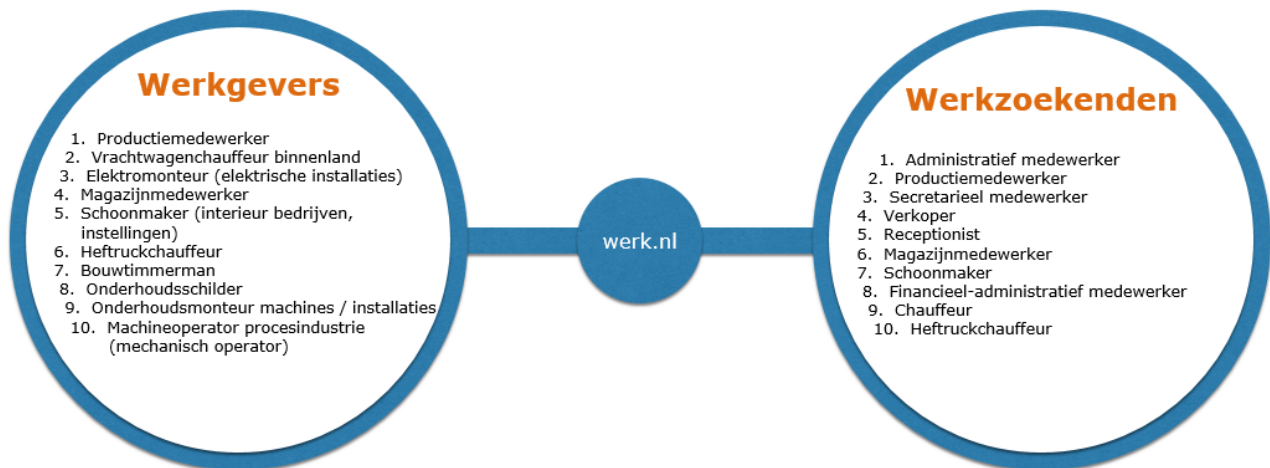 Werkgevers
1. Productiemedewerker
2. Vrachtwagenchauffeur binnenland
3. Elektromonteur (elektrische installaties)
4. Magazijnmedewerker
5. Schoonmaker (interieur bedrijven,
instellingen)
6. Heftruckchauffeur
7. Bouwtimmerman
8. Onderhoudsschilder
9. Onderhoudsmonteur machines / installaties
10. Machineoperator procesindustrie
(mechanisch operator)
werk.nl
Werkzoekenden
1. Administratief medewerker
2. Productiemedewerker
3. Secretarieel medewerker
4. Verkoper
5. Receptionist
6. Magazijnmedewerker
7. Schoonmaker
8. Financieel-administratief medewerker
9. Chauffeur
10. Heftruckchauffeur